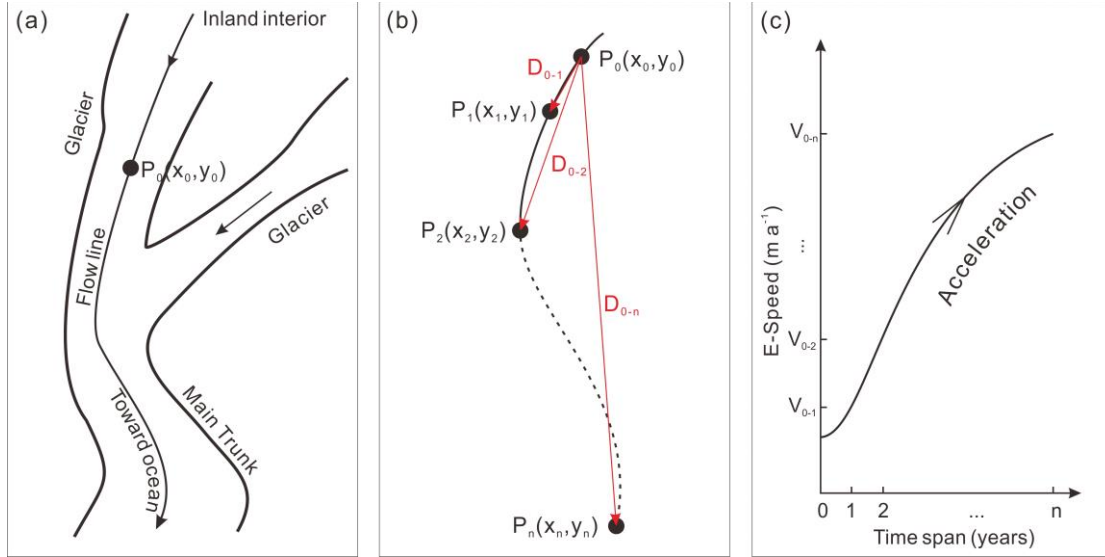 (a)
Inland interior
Glacier
P₀(x₀,y₀)
Glacier
Flow line
Toward ocean
Main Trunk
(b)
P₀(x₀,y₀)
D₀₋₁
P₁(x₁,y₁)
D₀₋₂
P₂(x₂,y₂)
D₀₋ₙ
Pₙ(xₙ,yₙ)
(c)
V₀₋ₙ
...
V₀₋₂
V₀₋₁
E-Speed (m a⁻¹)
Acceleration
0 1 2 ... n
Time span (years)